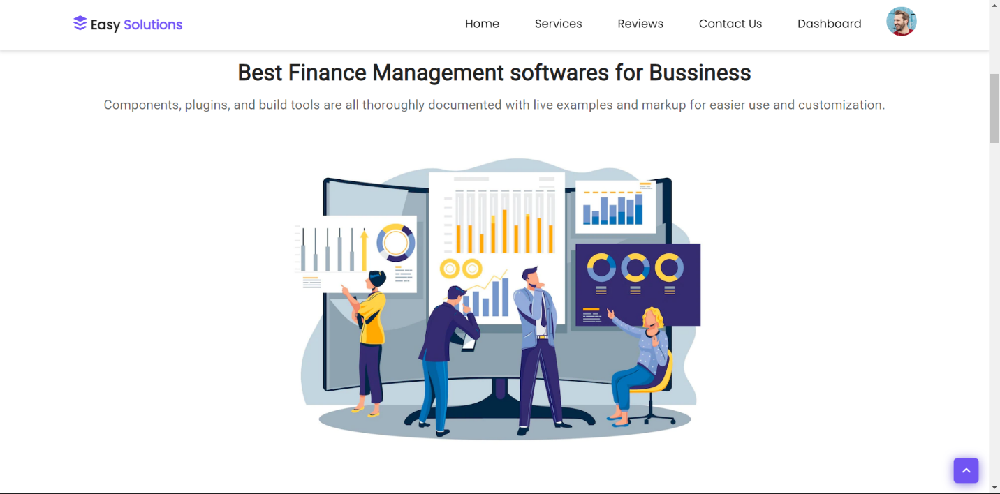 Easy Solutions
Home
Services
Reviews
Contact Us
Dashboard
Best Finance Management softwares for Bussiness
Components, plugins, and build tools are all thoroughly documented with live examples and markup for easier use and customization.